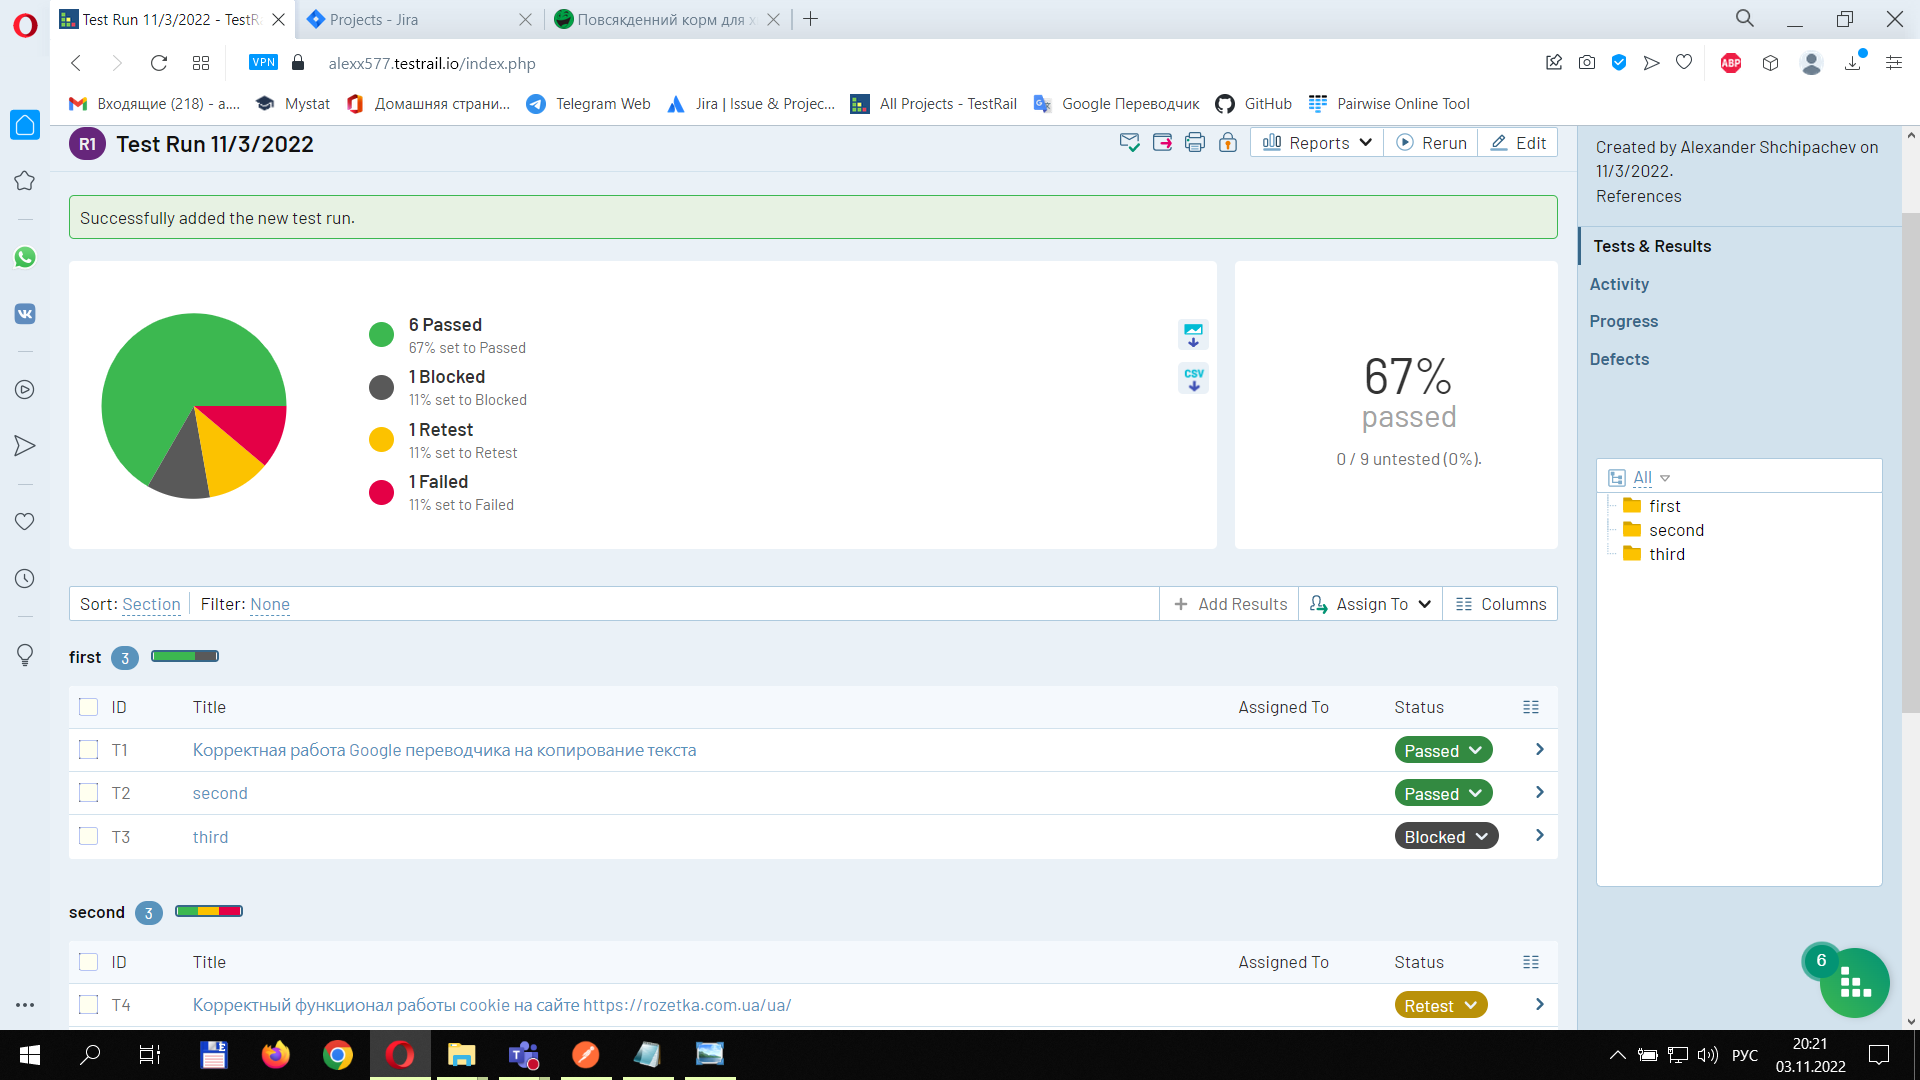 Test Run 11/3/2022 - TestRa
Projects - Jira
Повсякденний корм для х
VPN
alexx577.testrail.io/index.php
ABP
Входящие (218) - a....
Mystat
Домашняя страни...
Telegram Web
Jira | Issue & Projec...
All Projects - TestRail
Google Переводчик
GitHub
Pairwise Online Tool
R1
Test Run 11/3/2022
Reports
Rerun
Edit
Successfully added the new test run.
6 Passed
67% set to Passed
1 Blocked
11% set to Blocked
1 Retest
11% set to Retest
1 Failed
11% set to Failed
CSV
67%
passed
0 / 9 untested (0%).
Sort: Section
Filter: None
Add Results
Assign To
Columns
first 3
ID Title Assigned To Status
T1 Корректная работа Google переводчика на копирование текста Passed
T2 second Passed
T3 third Blocked
second 3
ID Title Assigned To Status
T4 Корректный функционал работы cookie на сайте https://rozetka.com.ua/ua/ Retest
Created by Alexander Shchipachev on
11/3/2022.
References
Tests & Results
Activity
Progress
Defects
All
first
second
third
6
РУС
20:21
03.11.2022